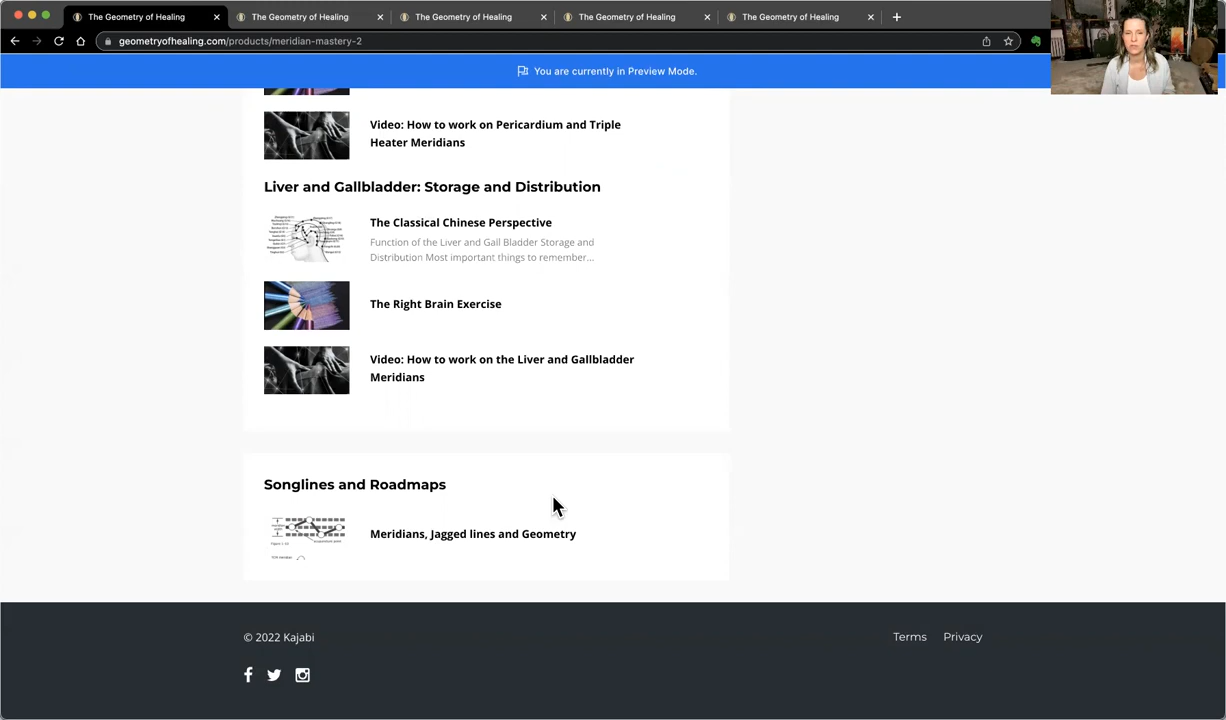 The Geometry of Healing
The Geometry of Healing
The Geometry of Healing
The Geometry of Healing
The Geometry of Healing
geometryofhealing.com/products/meridian-mastery-2
You are currently in Preview Mode.
Video: How to work on Pericardium and Triple
Heater Meridians
Liver and Gallbladder: Storage and Distribution
The Classical Chinese Perspective
Function of the Liver and Gail Bladder Storage and
Distribution Most important things to remember...
The Right Brain Exercise
Video: How to work on the Liver and Gallbladder
Meridians
Songlines and Roadmaps
Meridians, Jagged lines and Geometry
© 2022 Kajabi
Terms
Privacy